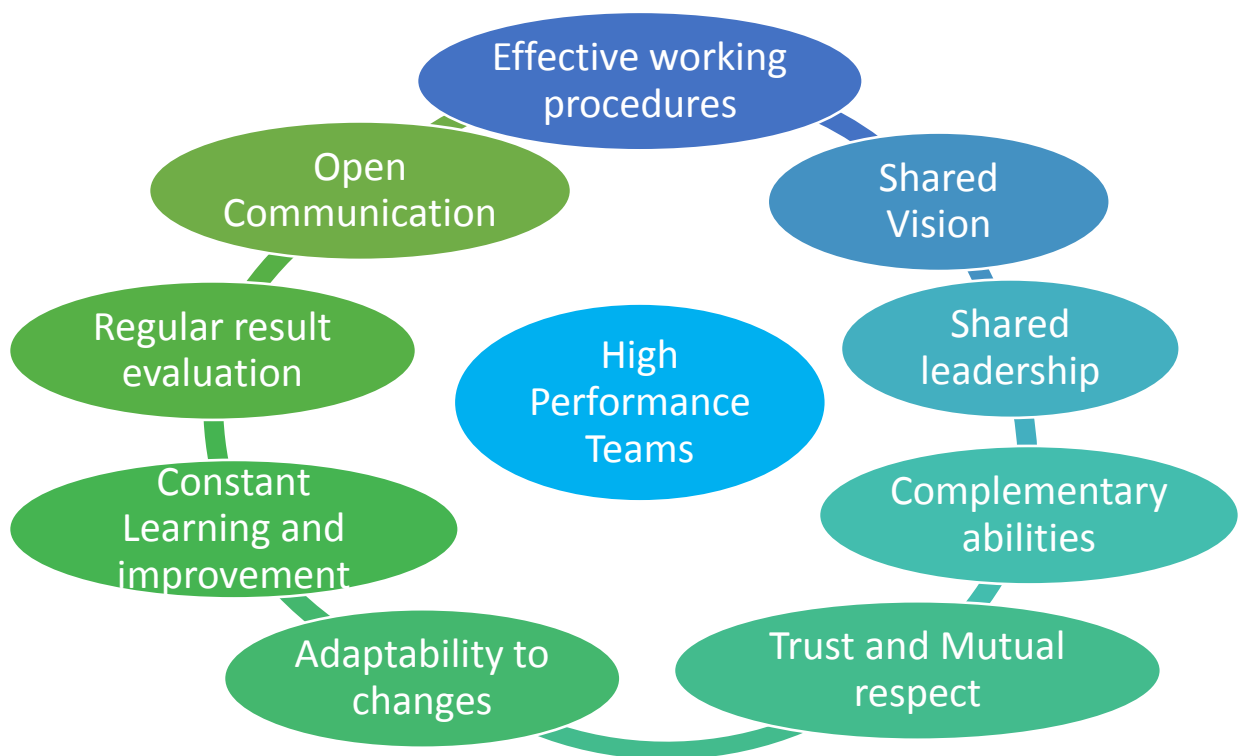 Effective working
procedures
Shared
Vision
Shared
leadership
Complementary
abilities
Trust and Mutual
respect
Adaptability to
changes
Constant
Learning and
improvement
Regular result
evaluation
Open
Communication
High
Performance
Teams